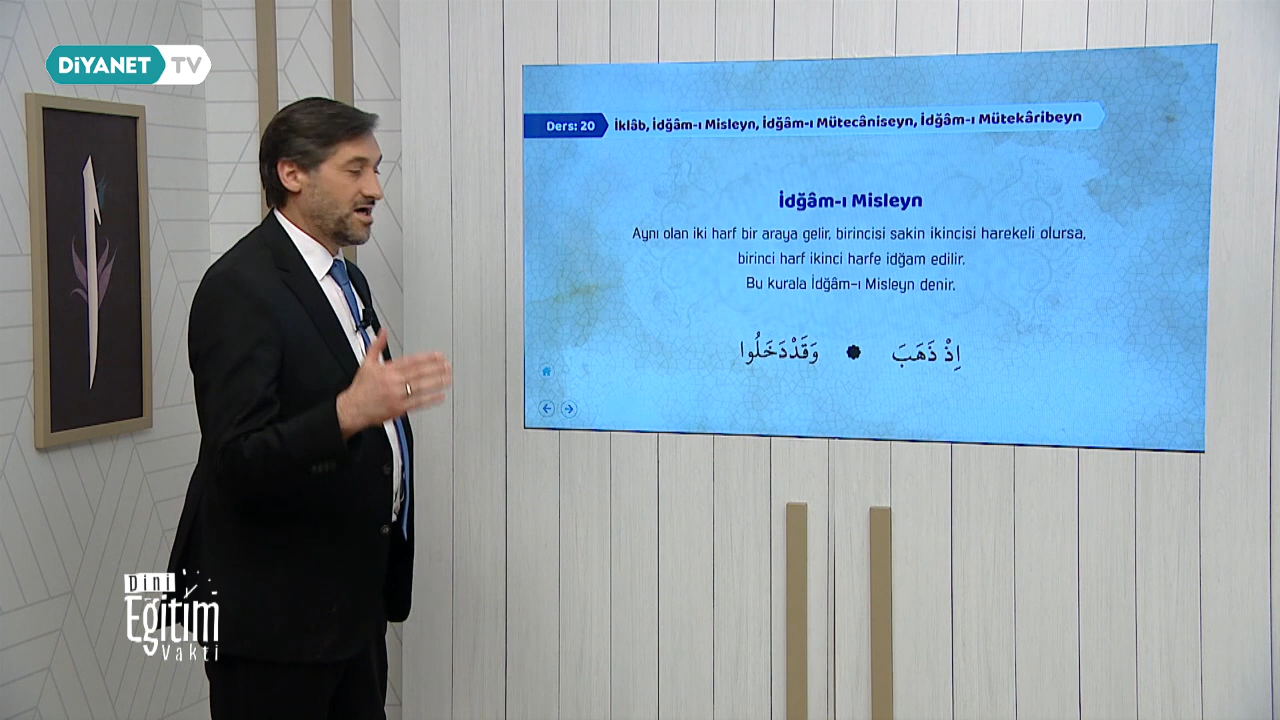 DİYANET TV
Ders: 20 İklâb, İdğâm-ı Misleyn, İdğâm-ı Mütecâniseyn, İdğâm-ı Mütekâribeyn
İdğâm-ı Misleyn
Aynı olan iki harf bir araya gelir, birincisi sakin ikincisi harekeli olursa,
birinci harf ikinci harfe idğam edilir.
Bu kurala İdğâm-ı Misleyn denir.
اِذْ ذَهَبَ ۞ وَقَدْدَخَلُوا
Dini
Eğitim
Vakti